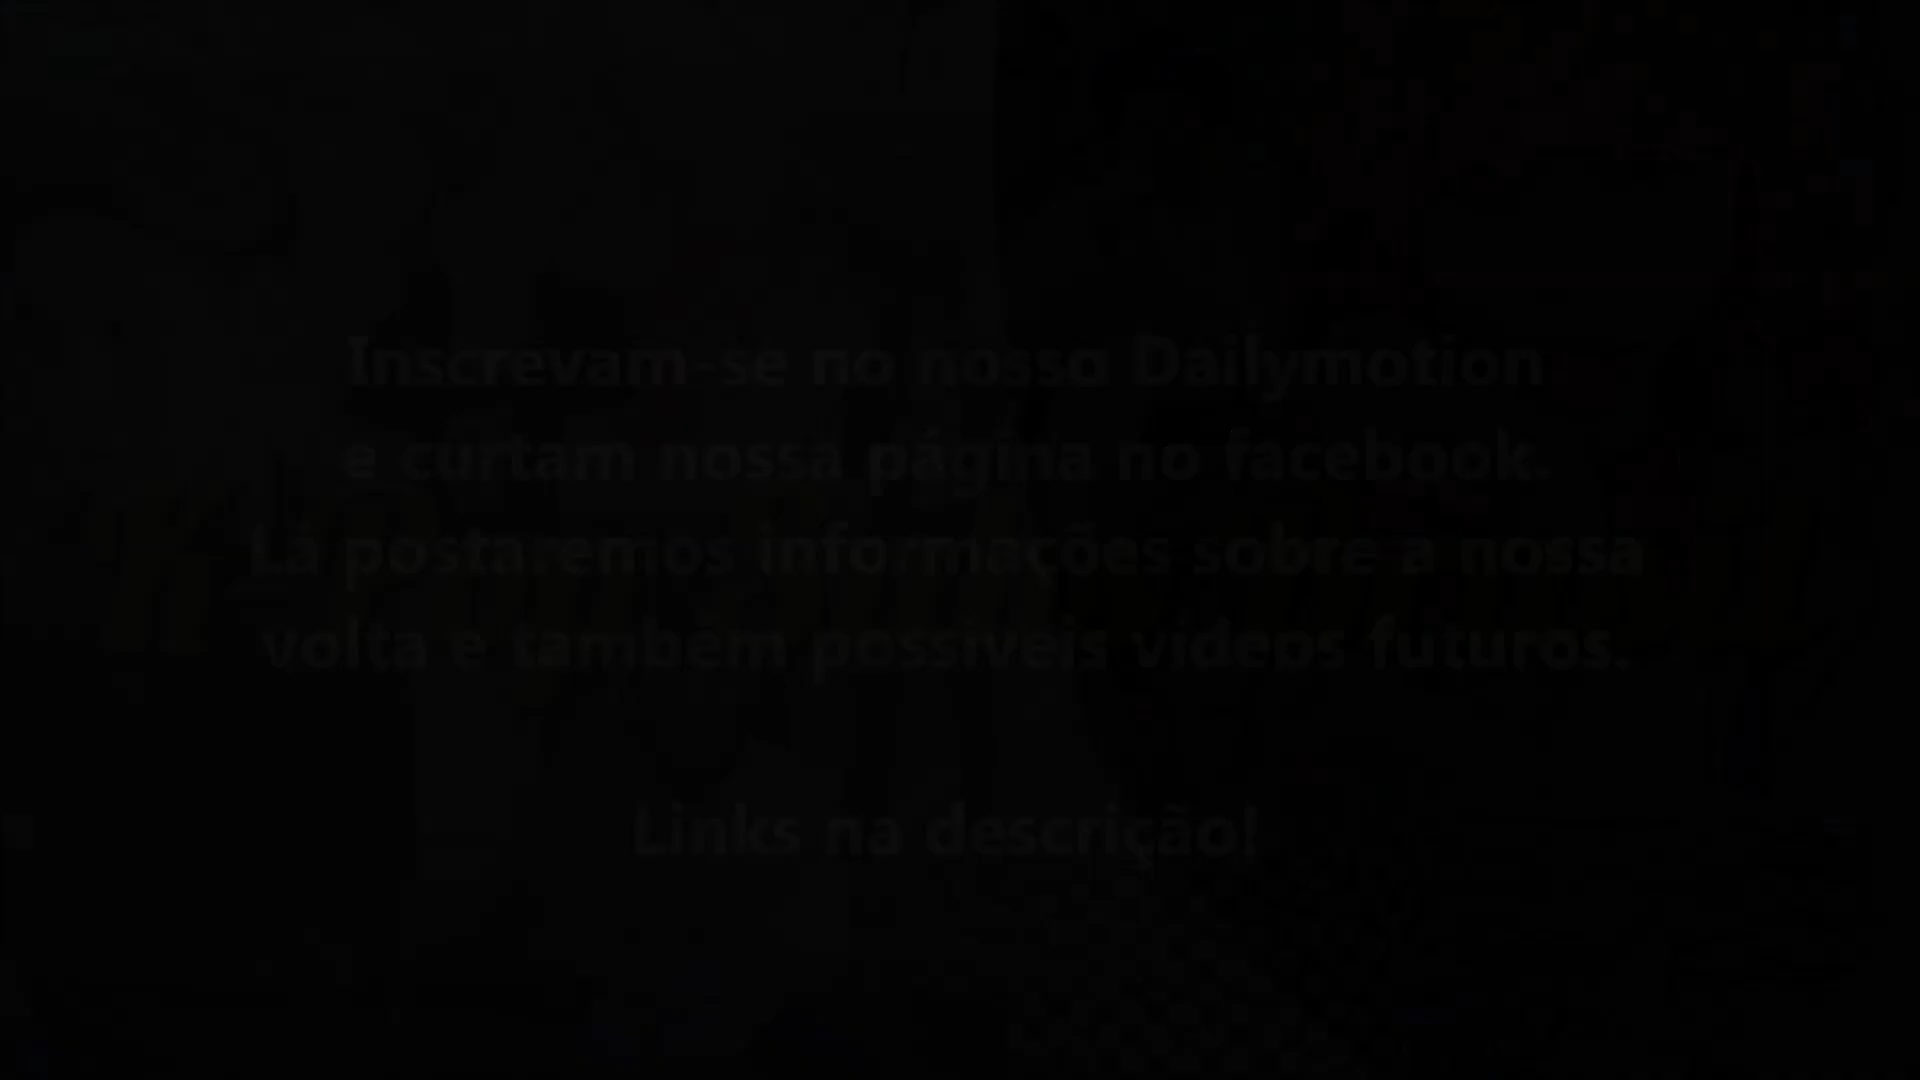 Inscrevam-se no nosso Dailymotion
e curtam nossa página no facebook.
Lá postaremos informações sobre a nossa
volta e também possíveis vídeos futuros.
Links na descrição!